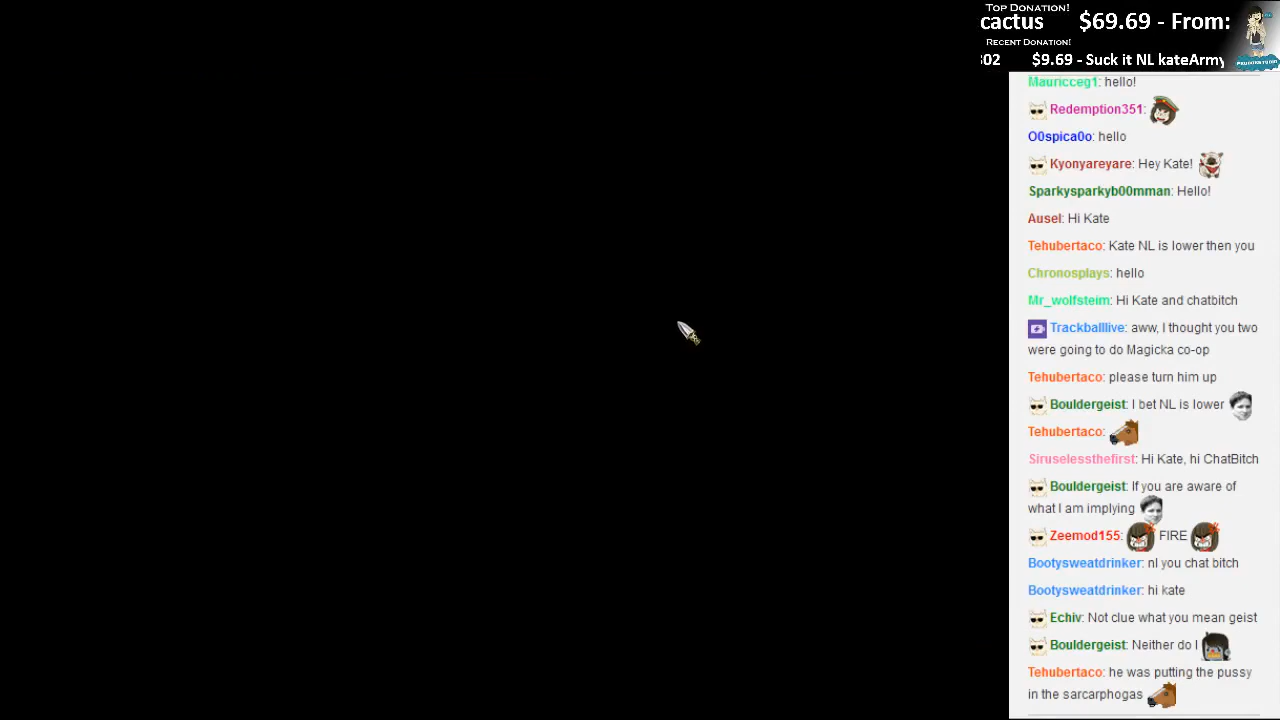 TOP DONATION!
cactus $69.69 - From:
RECENT DONATION!
302 $9.69 - Suck it NL kateArmy
Mauricceg1: hello!
Redemption351:
O0spica0o: hello
Kyonyareyare: Hey Kate!
Sparkysparkyb00mman: Hello!
Ausel: Hi Kate
Tehubertaco: Kate NL is lower then you
Chronosplays: hello
Mr_wolfsteim: Hi Kate and chatbitch
Trackballlive: aww, I thought you two
were going to do Magicka co-op
Tehubertaco: please turn him up
Bouldergeist: I bet NL is lower
Tehubertaco:
Siruselessthefirst: Hi Kate, hi ChatBitch
Bouldergeist: If you are aware of
what I am implying
Zeemod155: FIRE
Bootysweatdrinker: nl you chat bitch
Bootysweatdrinker: hi kate
Echiv: Not clue what you mean geist
Bouldergeist: Neither do I
Tehubertaco: he was putting the pussy
in the sarcarphogas